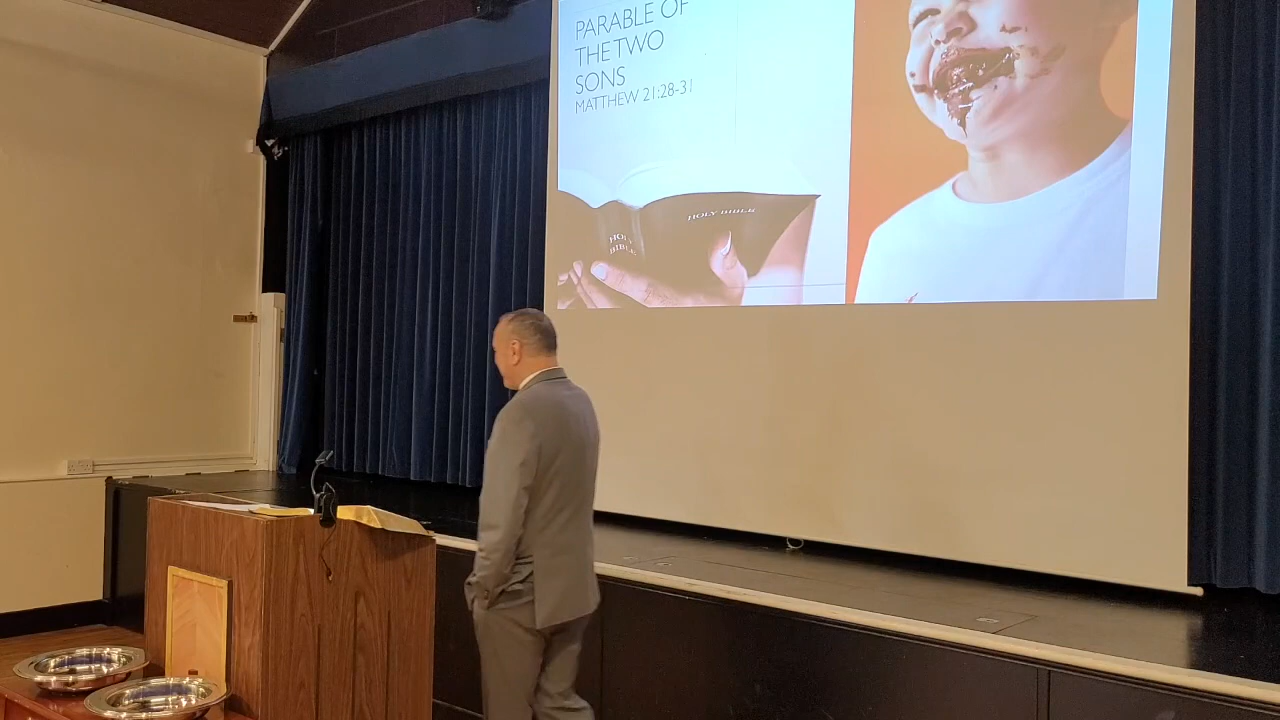 PARABLE OF
THE TWO
SONS
MATTHEW 21:28-31
HOLY BIBLE
HOLY
BIBLE